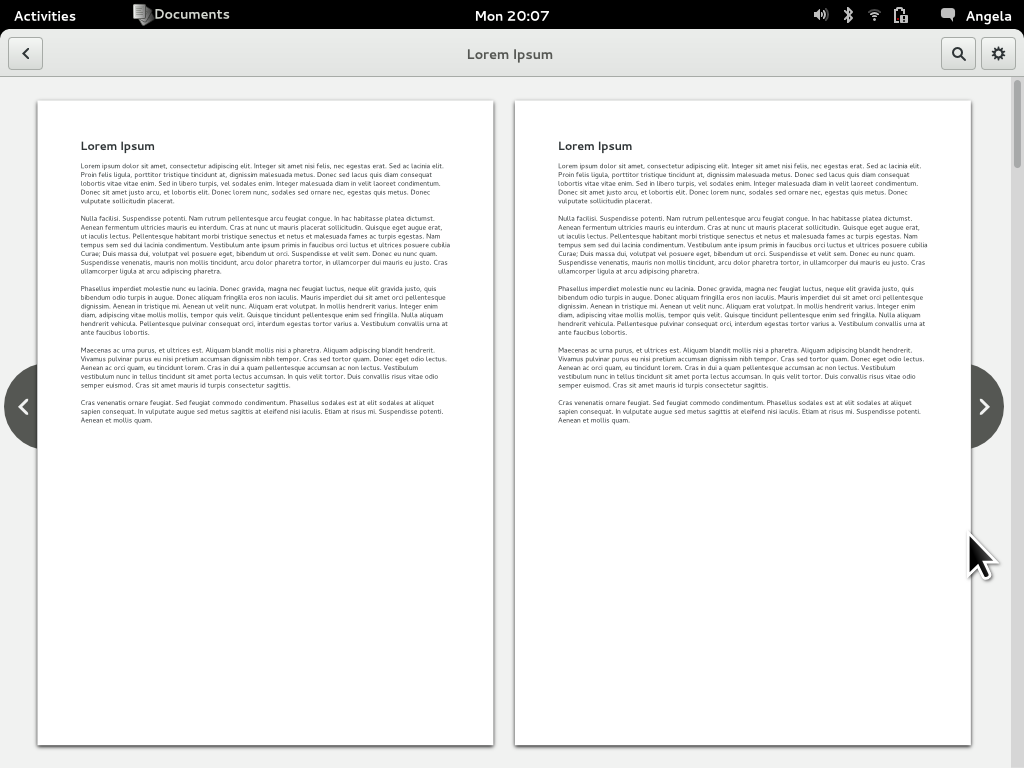 Activities
Documents
Mon 20:07
Angela
Lorem Ipsum
Lorem Ipsum
Lorem ipsum dolor sit amet, consectetur adipiscing elit. Integer sit amet nisi felis, nec egestas erat. Sed ac lacinia elit.
Proin felis ligula, porttitor tristique tincidunt at, dignissim malesuada metus. Donec sed lacus quis diam consequat
lobortis vitae vitae enim. Sed in libero turpis, vel sodales enim. Integer malesuada diam in velit laoreet condimentum.
Donec sit amet justo arcu, et lobortis elit. Donec lorem nunc, sodales sed ornare nec, egestas quis metus. Donec
vulputate sollicitudin placerat.
Nulla facilisi. Suspendisse potenti. Nam rutrum pellentesque arcu feugiat congue. In hac habitasse platea dictumst.
Aenean fermentum ultricies mauris eu interdum. Cras at nunc ut mauris placerat sollicitudin. Quisque eget augue erat,
ut iaculis lectus. Pellentesque habitant morbi tristique senectus et netus et malesuada fames ac turpis egestas. Nam
tempus sem sed dui lacinia condimentum. Vestibulum ante ipsum primis in faucibus orci luctus et ultrices posuere cubilia
Curae; Duis massa dui, volutpat vel posuere eget, bibendum ut orci. Suspendisse et velit sem. Donec eu nunc quam.
Suspendisse venenatis, mauris non mollis tincidunt, arcu dolor pharetra tortor, in ullamcorper dui mauris eu justo. Cras
ullamcorper ligula at arcu adipiscing pharetra.
Phasellus imperdiet molestie nunc eu lacinia. Donec gravida, magna nec feugiat luctus, neque elit gravida justo, quis
bibendum odio turpis in augue. Donec aliquam fringilla eros non iaculis. Mauris imperdiet dui sit amet orci pellentesque
dignissim. Aenean in tristique nisi. Aenean ut velit nunc. Aliquam erat volutpat. In mollis hendrerit varius. Integer enim
diam, aliquet vitae mollis mollis, tempus quis velit. Quisque tincidunt pellentesque enim sed fringilla. Nulla aliquam
hendrerit vehicula. Pellentesque pulvinar consequat orci, interdum egestas tortor varius a. Vestibulum convallis urna at
ante faucibus lobortis.
Maecenas ac urna purus, et ultrices est. Aliquam blandit mollis nisi a pharetra. Aliquam adipiscing blandit hendrerit.
Vivamus pulvinar purus eu nisi pretium accumsan dignissim nibh tempor. Cras sed tortor quam. Donec eget odio lectus.
Aenean ac orci quam, eu tincidunt lorem. Cras in dui a quam pellentesque accumsan ac non lectus. Vestibulum
vestibulum nunc in tellus tincidunt sit amet porta lectus accumsan. In quis velit tortor. Duis convallis risus vitae odio
semper euismod. Cras sit amet mauris id turpis consectetur sagittis.
Cras venenatis ornare feugiat. Sed feugiat commodo condimentum. Phasellus sodales est at elit sodales at aliquet
sapien consequat. In vulputate augue sed metus sagittis at eleifend nisi iaculis. Etiam at risus mi. Suspendisse potenti.
Aenean et mollis quam.
Lorem Ipsum
Lorem ipsum dolor sit amet, consectetur adipiscing elit. Integer sit amet nisi felis, nec egestas erat. Sed ac lacinia elit.
Proin felis ligula, porttitor tristique tincidunt at, dignissim malesuada metus. Donec sed lacus quis diam consequat
lobortis vitae vitae enim. Sed in libero turpis, vel sodales enim. Integer malesuada diam in velit laoreet condimentum.
Donec sit amet justo arcu, et lobortis elit. Donec lorem nunc, sodales sed ornare nec, egestas quis metus. Donec
vulputate sollicitudin placerat.
Nulla facilisi. Suspendisse potenti. Nam rutrum pellentesque arcu feugiat congue. In hac habitasse platea dictumst.
Aenean fermentum ultricies mauris eu interdum. Cras at nunc ut mauris placerat sollicitudin. Quisque eget augue erat,
ut iaculis lectus. Pellentesque habitant morbi tristique senectus et netus et malesuada fames ac turpis egestas. Nam
tempus sem sed dui lacinia condimentum. Vestibulum ante ipsum primis in faucibus orci luctus et ultrices posuere cubilia
Curae; Duis massa dui, volutpat vel posuere eget, bibendum ut orci. Suspendisse et velit sem. Donec eu nunc quam.
Suspendisse venenatis, mauris non mollis tincidunt, arcu dolor pharetra tortor, in ullamcorper dui mauris eu justo. Cras
ullamcorper ligula at arcu adipiscing pharetra.
Phasellus imperdiet molestie nunc eu lacinia. Donec gravida, magna nec feugiat luctus, neque elit gravida justo, quis
bibendum odio turpis in augue. Donec aliquam fringilla eros non iaculis. Mauris imperdiet dui sit amet orci pellentesque
dignissim. Aenean in tristique nisi. Aenean ut velit nunc. Aliquam erat volutpat. In mollis hendrerit varius. Integer enim
diam, aliquet vitae mollis mollis, tempus quis velit. Quisque tincidunt pellentesque enim sed fringilla. Nulla aliquam
hendrerit vehicula. Pellentesque pulvinar consequat orci, interdum egestas tortor varius a. Vestibulum convallis urna at
ante faucibus lobortis.
Maecenas ac urna purus, et ultrices est. Aliquam blandit mollis nisi a pharetra. Aliquam adipiscing blandit hendrerit.
Vivamus pulvinar purus eu nisi pretium accumsan dignissim nibh tempor. Cras sed tortor quam. Donec eget odio lectus.
Aenean ac orci quam, eu tincidunt lorem. Cras in dui a quam pellentesque accumsan ac non lectus. Vestibulum
vestibulum nunc in tellus tincidunt sit amet porta lectus accumsan. In quis velit tortor. Duis convallis risus vitae odio
semper euismod. Cras sit amet mauris id turpis consectetur sagittis.
Cras venenatis ornare feugiat. Sed feugiat commodo condimentum. Phasellus sodales est at elit sodales at aliquet
sapien consequat. In vulputate augue sed metus sagittis at eleifend nisi iaculis. Etiam at risus mi. Suspendisse potenti.
Aenean et mollis quam.